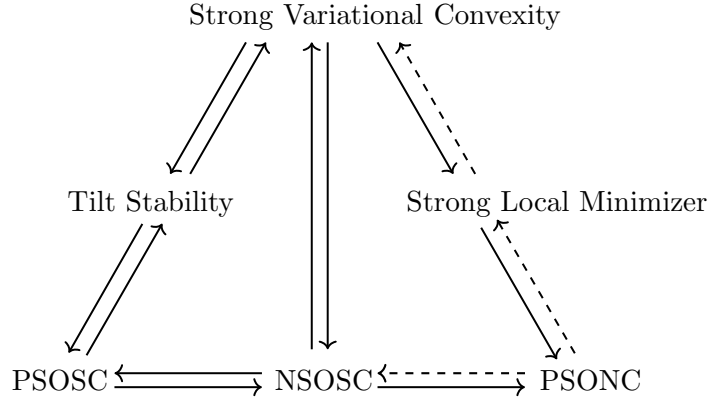 Strong Variational Convexity
Tilt Stability
Strong Local Minimizer
PSOSC
NSOSC
PSONC